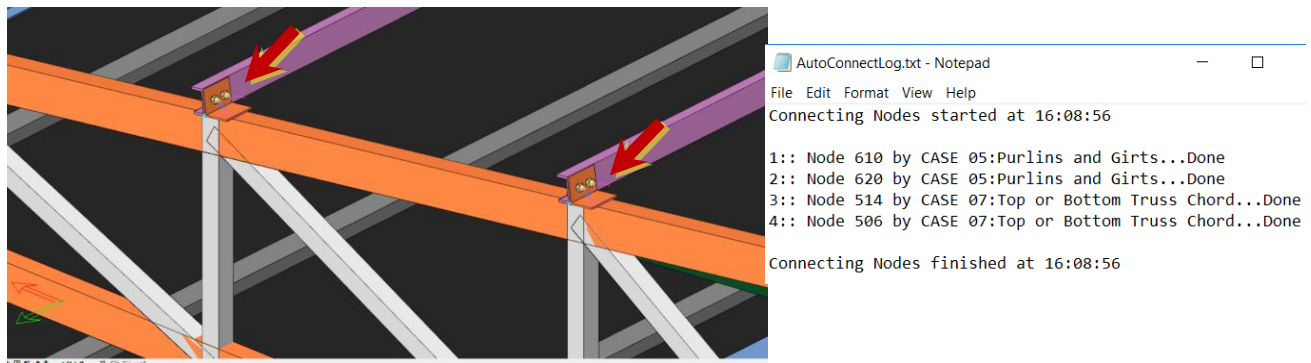 AutoConnectLog.txt - Notepad
File Edit Format View Help
Connecting Nodes started at 16:08:56
1:: Node 610 by CASE 05:Purlins and Girts...Done
2:: Node 620 by CASE 05:Purlins and Girts...Done
3:: Node 514 by CASE 07:Top or Bottom Truss Chord...Done
4:: Node 506 by CASE 07:Top or Bottom Truss Chord...Done
Connecting Nodes finished at 16:08:56